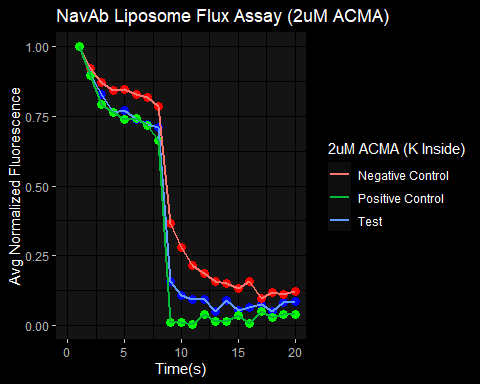 NavAb Liposome Flux Assay (2uM ACMA)
1.00
0.75
0.50
0.25
0.00
Avg Normalized Fluorescence
0 5 10 15 20
Time(s)
2uM ACMA (K Inside)
Negative Control
Positive Control
Test